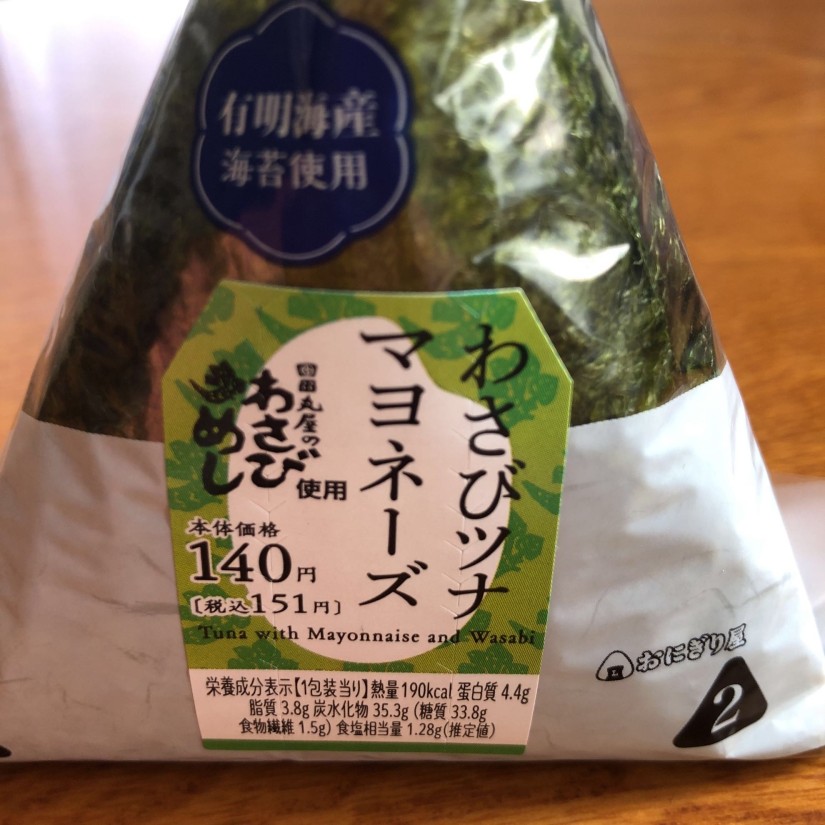 有明海産
海苔使用
わさびツナ
マヨネーズ
田丸屋の
わさび
めし
使用
本体価格
140円
[税込151円]
Tuna with Mayonnaise and Wasabi
栄養成分表示【1包装当り】熱量190kcal 蛋白質 4.4g
脂質 3.8g 炭水化物 35.3g (糖質 33.8g
食物繊維 1.5g) 食塩相当量 1.28g(推定値)
おにぎり屋
2